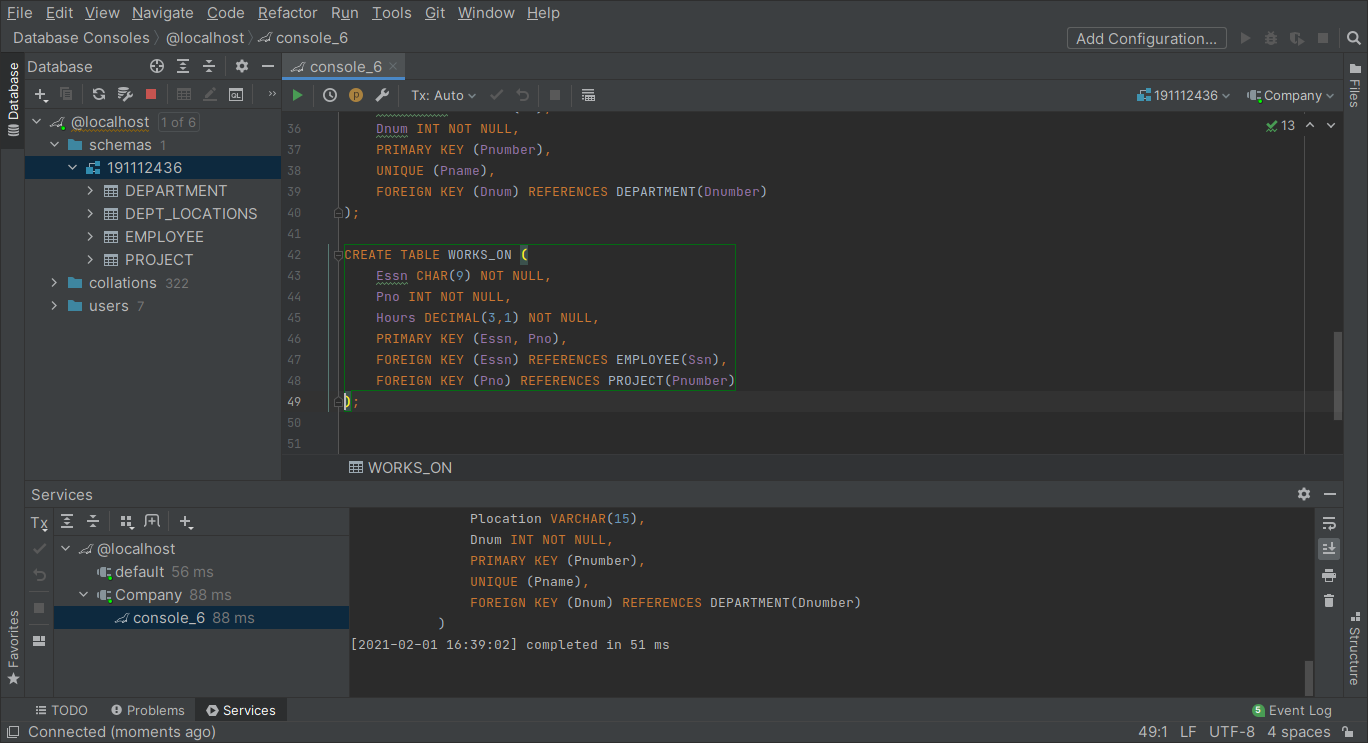 File Edit View Navigate Code Refactor Run Tools Git Window Help
Database Consoles @localhost console_6
Add Configuration...
Database
Database
console_6
Files
Tx: Auto
191112436
Company
@localhost 1 of 6
schemas 1
191112436
DEPARTMENT
DEPT_LOCATIONS
EMPLOYEE
PROJECT
collations 322
users 7
13
36 Dnum INT NOT NULL,
37 PRIMARY KEY (Pnumber),
38 UNIQUE (Pname),
39 FOREIGN KEY (Dnum) REFERENCES DEPARTMENT(Dnumber)
40 );
41
42 CREATE TABLE WORKS_ON (
43 Essn CHAR(9) NOT NULL,
44 Pno INT NOT NULL,
45 Hours DECIMAL(3,1) NOT NULL,
46 PRIMARY KEY (Essn, Pno),
47 FOREIGN KEY (Essn) REFERENCES EMPLOYEE(Ssn),
48 FOREIGN KEY (Pno) REFERENCES PROJECT(Pnumber)
49 );
50
51
WORKS_ON
Services
Tx
@localhost
default 56 ms
Company 88 ms
console_6 88 ms
Plocation VARCHAR(15),
Dnum INT NOT NULL,
PRIMARY KEY (Pnumber),
UNIQUE (Pname),
FOREIGN KEY (Dnum) REFERENCES DEPARTMENT(Dnumber)
)
[2021-02-01 16:39:02] completed in 51 ms
Favorites
Structure
TODO Problems Services
5 Event Log
Connected (moments ago)
49:1 LF UTF-8 4 spaces